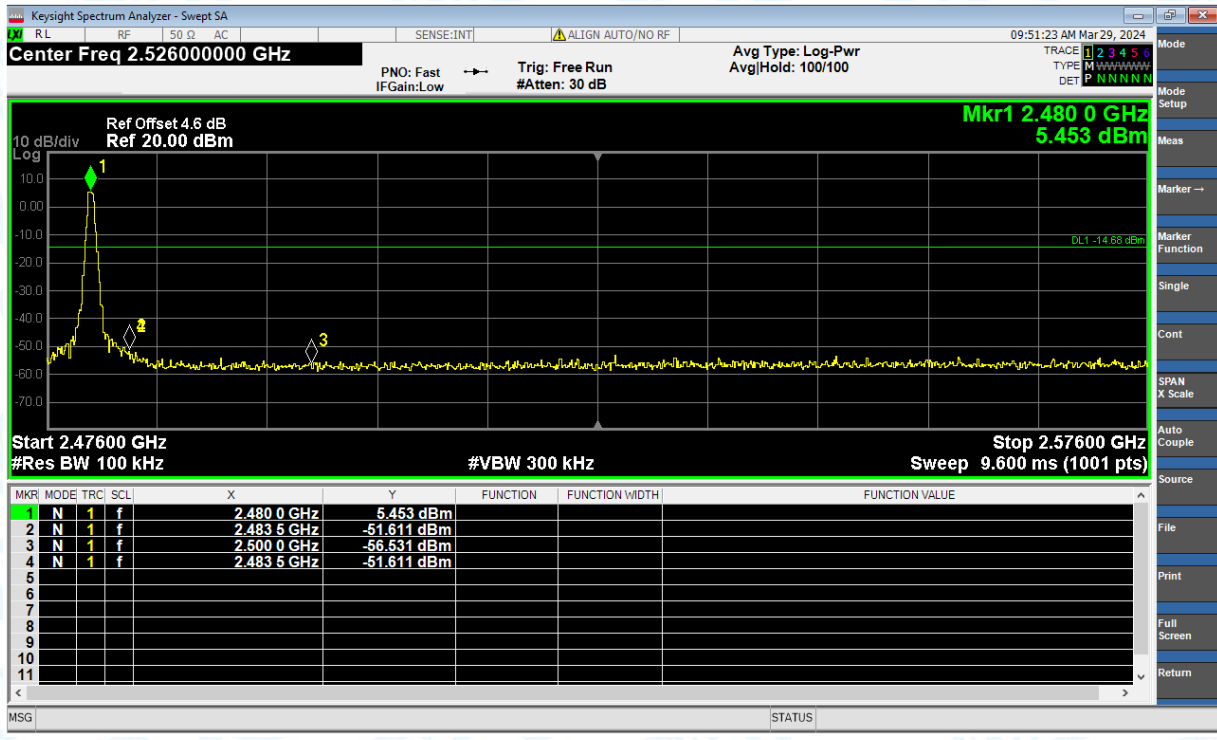 Keysight Spectrum Analyzer - Swept SA
LXI RL RF 50 Ω AC SENSE:INT ALIGN AUTO/NO RF 09:51:23 AM Mar 29, 2024
Center Freq 2.526000000 GHz
PNO: Fast
IFGain:Low
Trig: Free Run
#Atten: 30 dB
Avg Type: Log-Pwr
Avg|Hold: 100/100
TRACE 1 2 3 4 5 6
TYPE M WWWWW
DET P N N N N N
Mkr1 2.480 0 GHz
5.453 dBm
Ref Offset 4.6 dB
10 dB/div Ref 20.00 dBm
Log
1
10.0
0.00
-10.0
DL1 -14.68 dBm
-20.0
-30.0
-40.0
3
-50.0
-60.0
-70.0
Start 2.47600 GHz Stop 2.57600 GHz
#Res BW 100 kHz #VBW 300 kHz Sweep 9.600 ms (1001 pts)
MKR MODE TRC SCL X Y FUNCTION FUNCTION WIDTH FUNCTION VALUE
1 N 1 f 2.480 0 GHz 5.453 dBm
2 N 1 f 2.483 5 GHz -51.611 dBm
3 N 1 f 2.500 0 GHz -56.531 dBm
4 N 1 f 2.483 5 GHz -51.611 dBm
5
6
7
8
9
10
11
MSG STATUS
Mode
Mode
Setup
Meas
Marker →
Marker
Function
Single
Cont
SPAN
X Scale
Auto
Couple
Source
File
Print
Full
Screen
Return